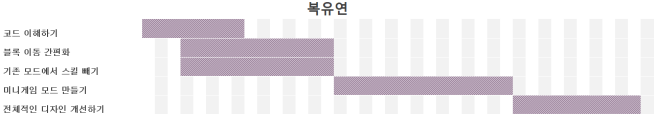 복유연
코드 이해하기
블록 이동 간편화
기존 모드에서 스킬 빼기
미니게임 모드 만들기
전체적인 디자인 개선하기